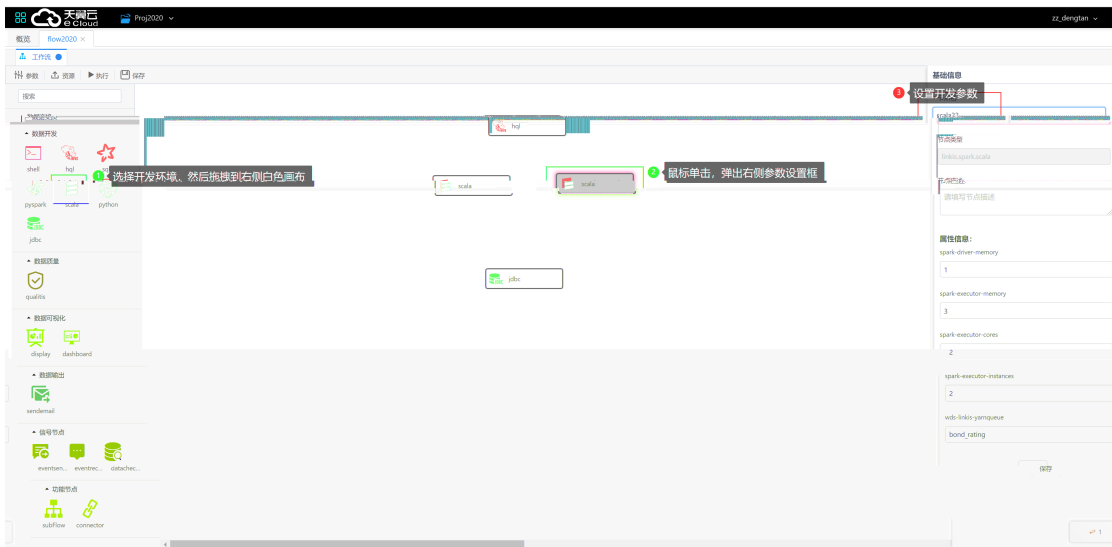 天翼云
e Cloud
Proj2020
zz_dengtan
概览
flow2020 ×
工作流
参数
资源
执行
保存
基础信息
搜索
3 设置开发参数
scala23
hql
数据开发
节点类型
shell
hql
linkis.spark.scala
1 选择开发坏境、然后拖拽到右侧白色画布
2 鼠标单击，弹出右侧参数设置框
scala
scala
pyspark
scala
python
请填写节点描述
jdbc
属性信息：
spark-driver-memory
数据质量
1
jdbc
qualitis
spark-executor-memory
3
数据可视化
spark-executor-cores
display
dashboard
2
数据输出
spark-executor-instances
2
sendemail
wds-linkis-yarnqueue
信号节点
bond_rating
eventsen...
eventrec...
datachec...
保存
功能节点
subflow
connector
1